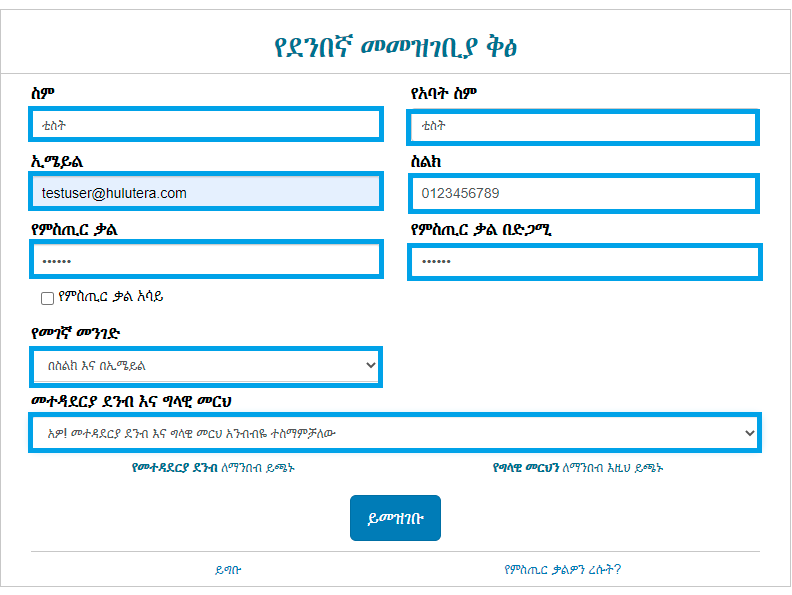 የደንበኛ መመዝገቢያ ቅፅ
ስም
የአባት ስም
ቲስት
ቲስት
ኢሜይል
ስልክ
testuser@hulutera.com
0123456789
የምስጢር ቃል
የምስጢር ቃል በድጋሚ
••••••
••••••
የምስጢር ቃል አሳይ
የመገኛ መንገድ
በስልክ እና በኢሜይል
መተዳደርያ ደንብ እና ግላዊ መርህ
አዎ! መተዳደርያ ደንብ እና ግላዊ መርህ አንብብዬ ተስማምቻለው
የመተዳደርያ ደንብ ለማንበብ ይጫኑ
የግላዊ መርህን ለማንበብ እዚህ ይጫኑ
ይመዝገቡ
ይግቡ
የምስጢር ቃልዎን ረሱት?